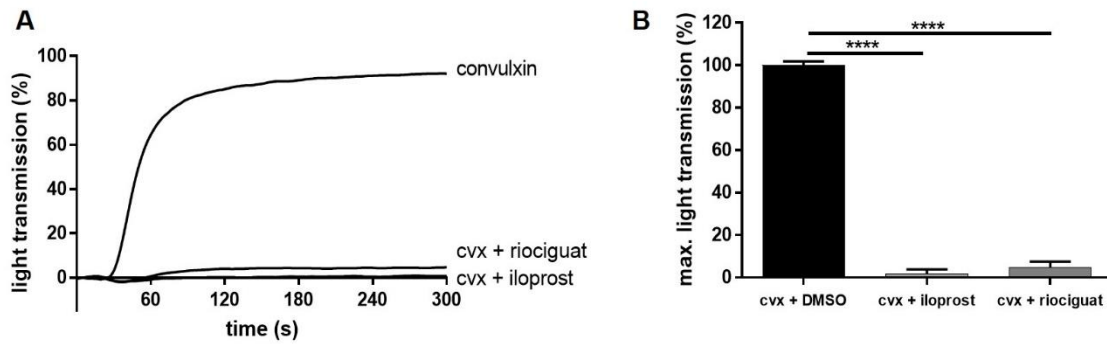 A
light transmission (%)
100
80
60
40
20
0
60
120
180
240
300
time (s)
convulxin
cvx + riociguat
cvx + iloprost
B
max. light transmission (%)
120
100
80
60
40
20
0
****
****
cvx + DMSO
cvx + iloprost
cvx + riociguat